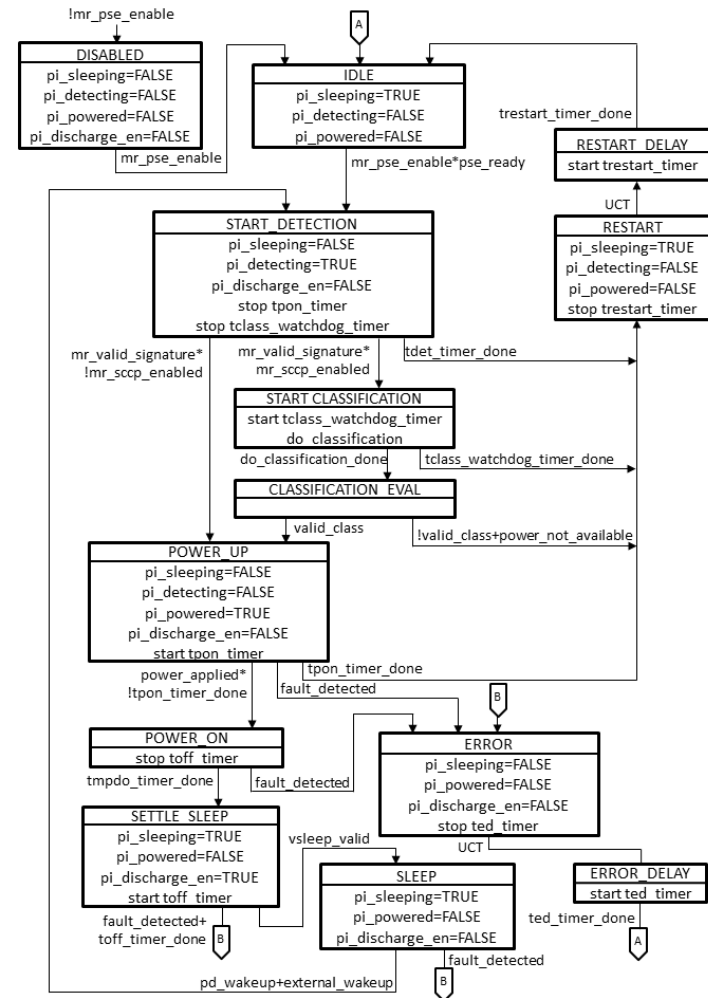 !mr_pse_enable
A
DISABLED
pi_sleeping=FALSE
pi_detecting=FALSE
pi_powered=FALSE
pi_discharge_en=FALSE
mr_pse_enable
IDLE
pi_sleeping=TRUE
pi_detecting=FALSE
pi_powered=FALSE
mr_pse_enable*pse_ready
trestart_timer_done
RESTART_DELAY
start trestart_timer
UCT
RESTART
pi_sleeping=TRUE
pi_detecting=FALSE
pi_powered=FALSE
stop trestart_timer
START_DETECTION
pi_sleeping=FALSE
pi_detecting=TRUE
pi_discharge_en=FALSE
stop tpon_timer
stop tclass_watchdog_timer
mr_valid_signature*
!mr_sccp_enabled
mr_valid_signature*
mr_sccp_enabled
tdet_timer_done
START CLASSIFICATION
start tclass_watchdog_timer
do_classification
do_classification_done
tclass_watchdog_timer_done
CLASSIFICATION_EVAL
valid_class
!valid_class+power_not_available
POWER_UP
pi_sleeping=FALSE
pi_detecting=FALSE
pi_powered=TRUE
pi_discharge_en=FALSE
start tpon_timer
power_applied*
!tpon_timer_done
tpon_timer_done
fault_detected
B
POWER_ON
stop toff_timer
tmpdo_timer_done
fault_detected
ERROR
pi_sleeping=FALSE
pi_powered=FALSE
pi_discharge_en=FALSE
stop ted_timer
UCT
SETTLE_SLEEP
pi_sleeping=TRUE
pi_powered=FALSE
pi_discharge_en=TRUE
start toff_timer
vsleep_valid
fault_detected+
toff_timer_done
B
SLEEP
pi_sleeping=TRUE
pi_powered=FALSE
pi_discharge_en=FALSE
ERROR_DELAY
start ted_timer
ted_timer_done
A
fault_detected
B
pd_wakeup+external_wakeup